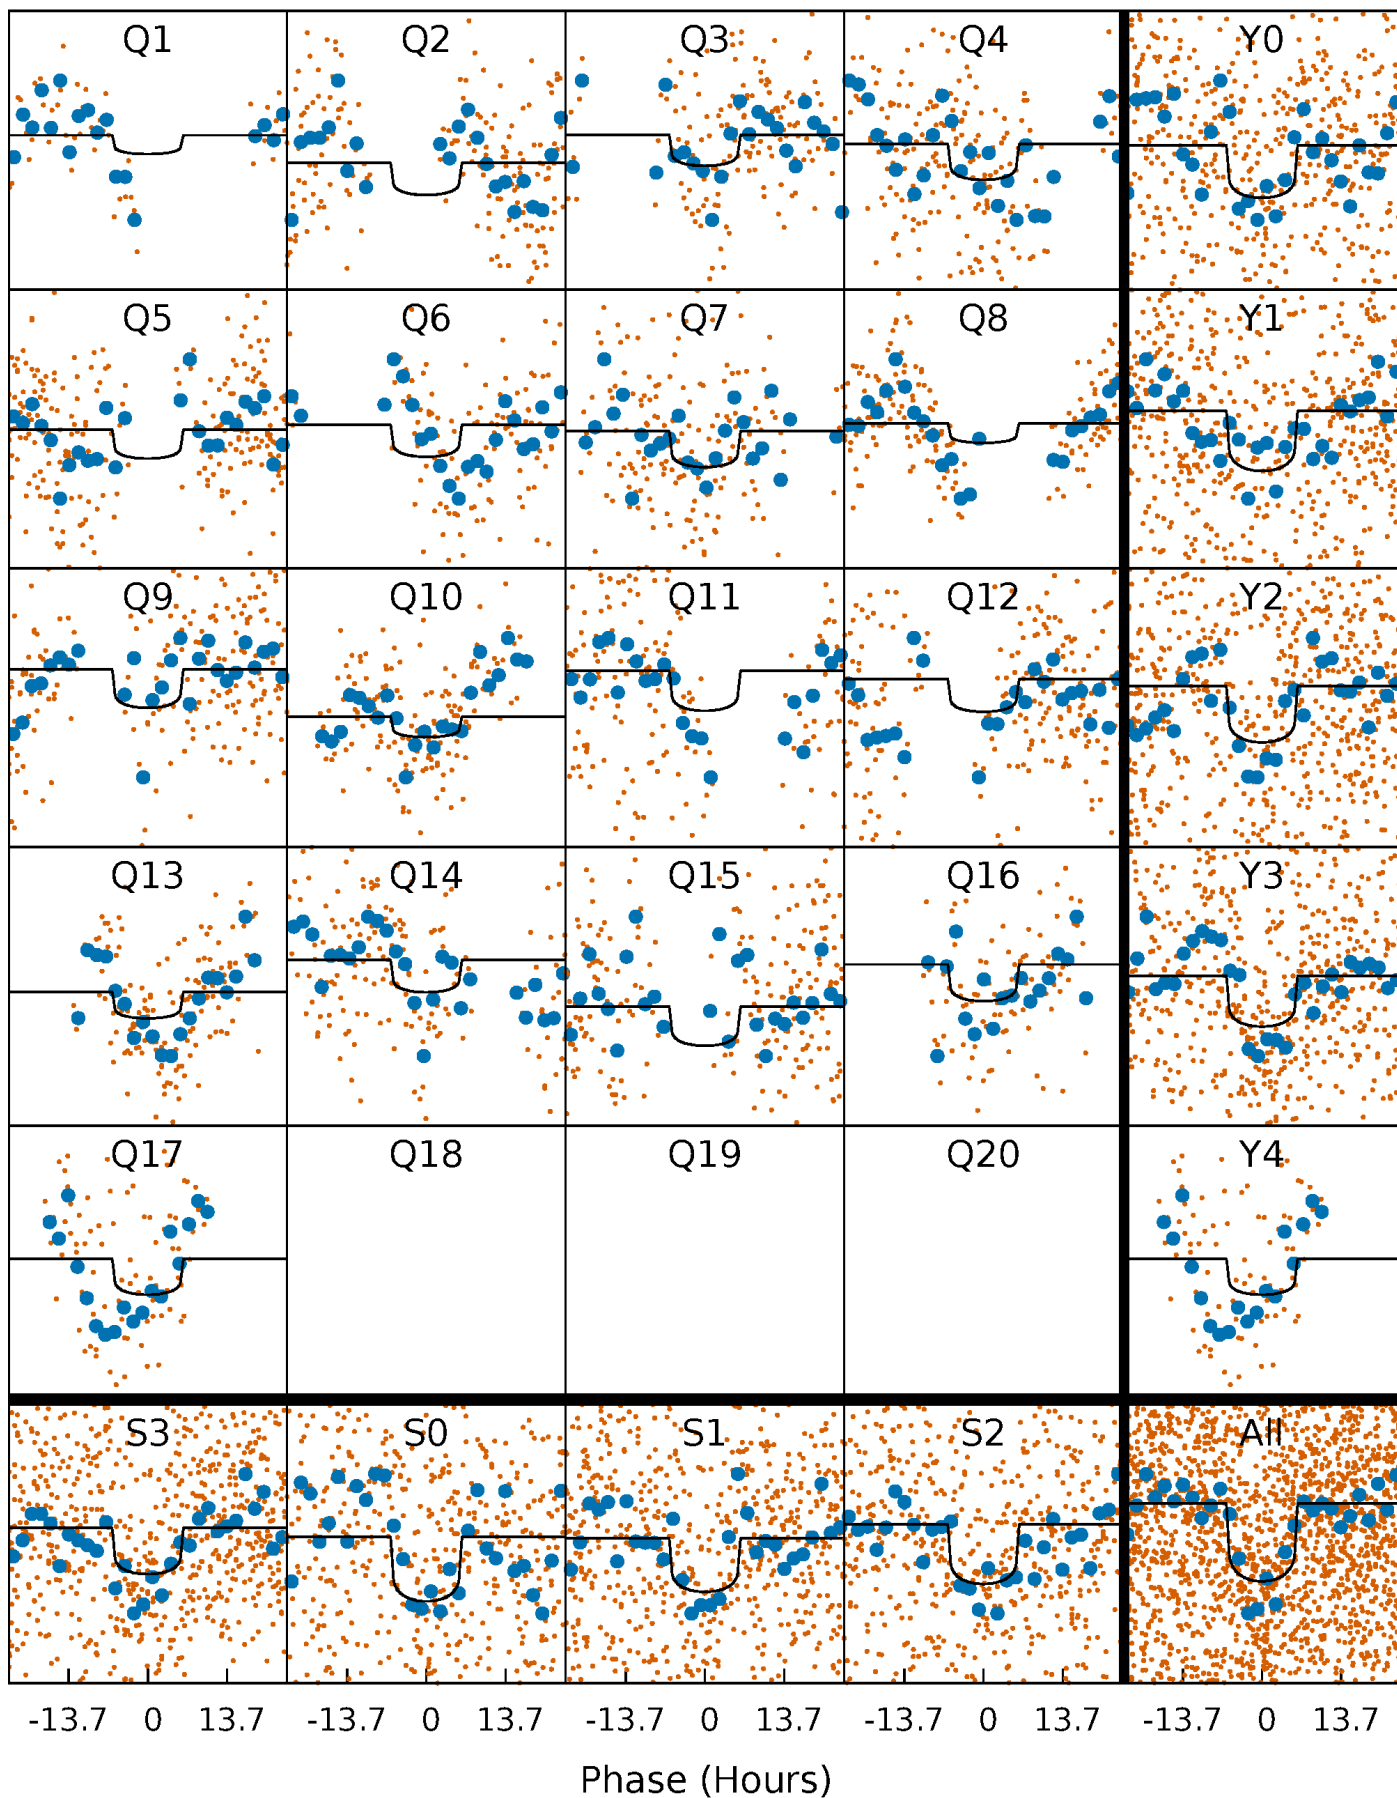 Q1 Q2 Q3 Q4 Y0
Q5 Q6 Q7 Q8 Y1
Q9 Q10 Q11 Q12 Y2
Q13 Q14 Q15 Q16 Y3
Q17 Q18 Q19 Q20 Y4
S3 S0 S1 S2 All
-13.7 0 13.7 -13.7 0 13.7 -13.7 0 13.7 -13.7 0 13.7 -13.7 0 13.7
Phase (Hours)